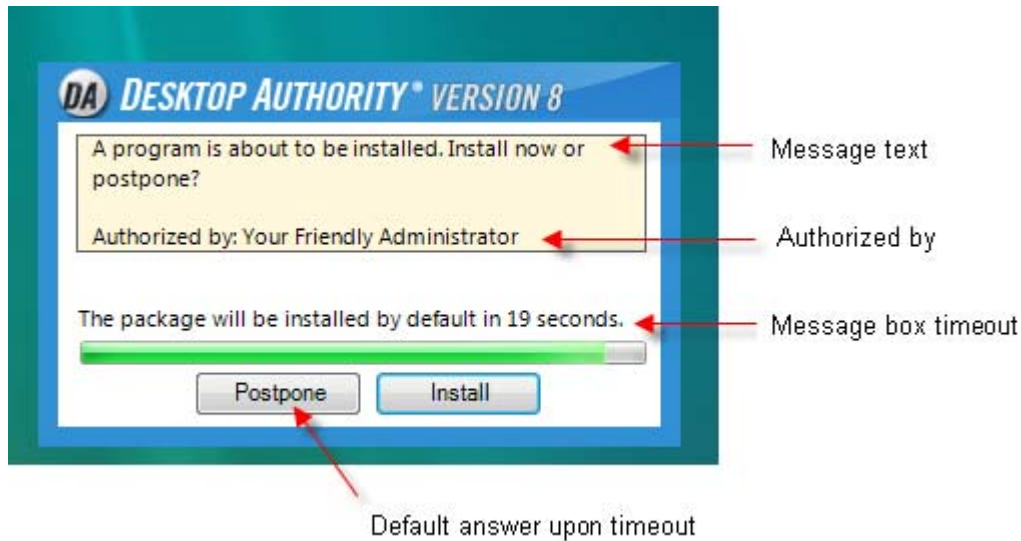 DA DESKTOP AUTHORITY® VERSION 8
A program is about to be installed. Install now or
postpone?
Authorized by: Your Friendly Administrator
The package will be installed by default in 19 seconds.
Postpone
Install
Message text
Authorized by
Message box timeout
Default answer upon timeout